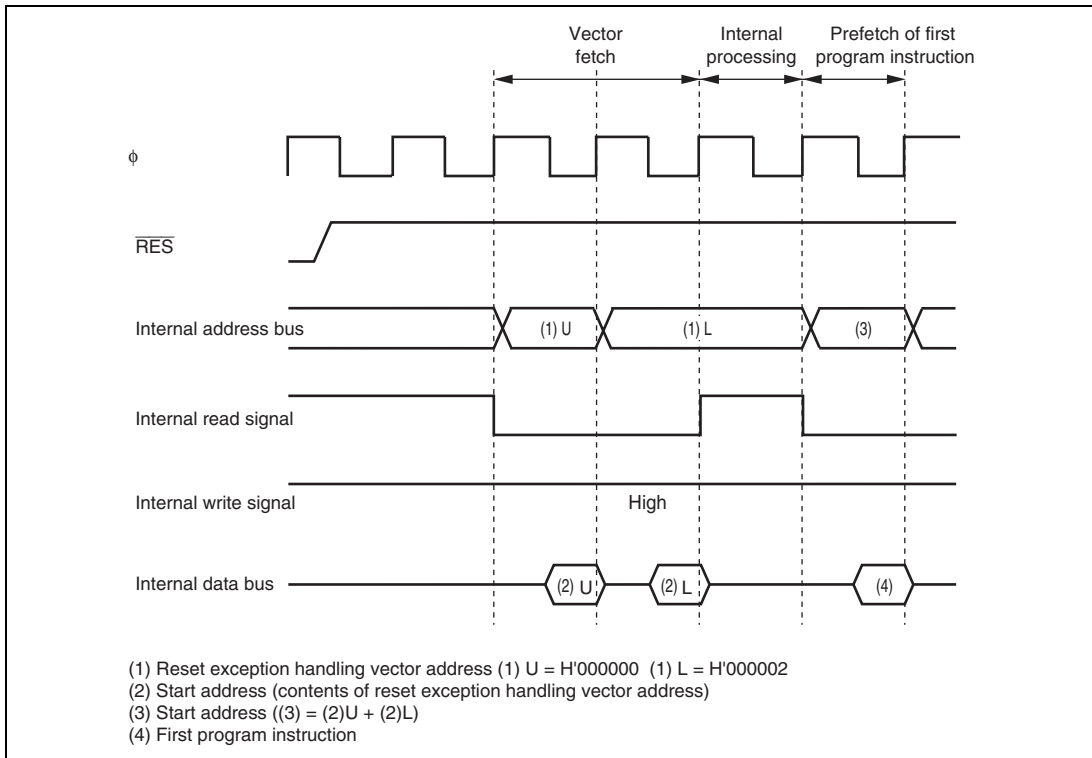 Vector
fetch
Internal
processing
Prefetch of first
program instruction
ϕ
R̅E̅S̅
Internal address bus
(1) U
(1) L
(3)
Internal read signal
Internal write signal
High
Internal data bus
(2) U
(2) L
(4)
(1) Reset exception handling vector address (1) U = H'000000 (1) L = H'000002
(2) Start address (contents of reset exception handling vector address)
(3) Start address ((3) = (2)U + (2)L)
(4) First program instruction